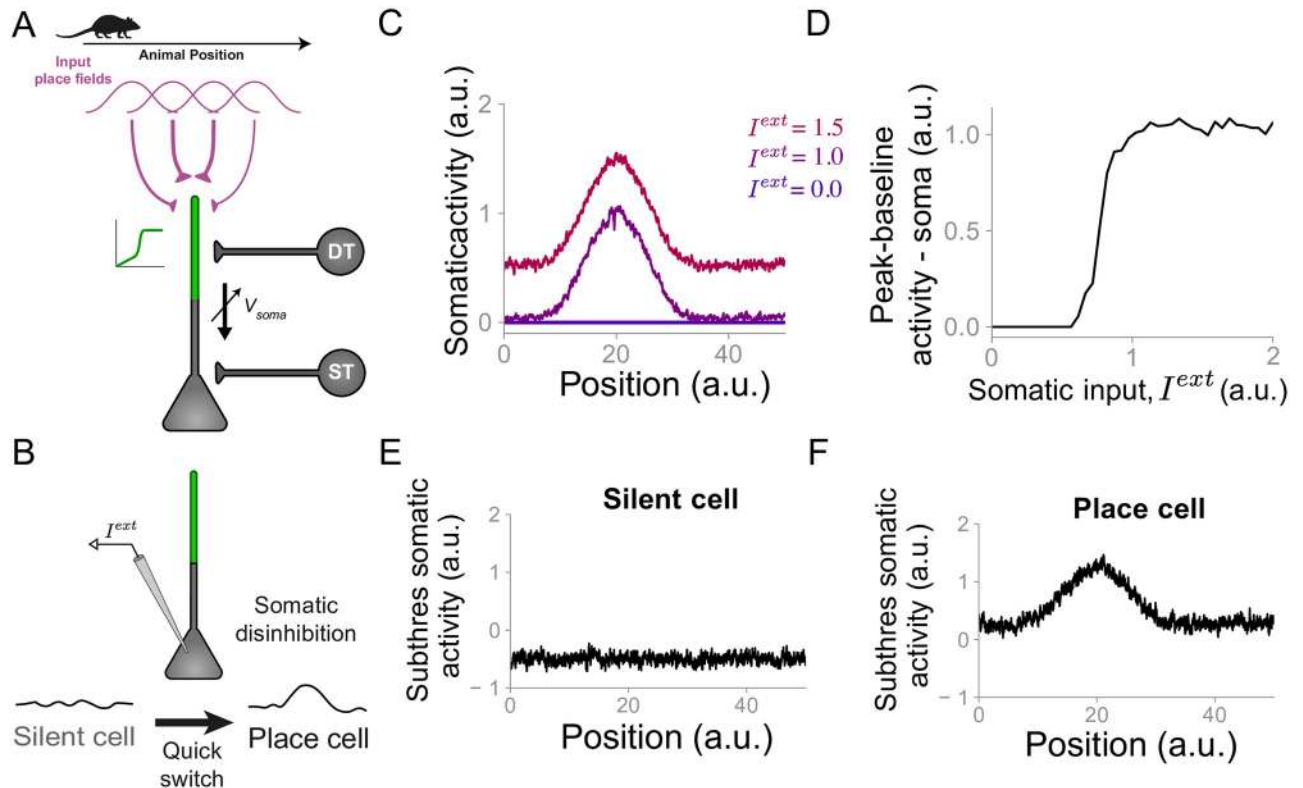 A
Animal Position
Input
place fields
DT
V_soma
ST
B
I^ext
Somatic
disinhibition
Silent cell
Quick
switch
Place cell
C
Somaticactivity (a.u.)
2
1
0
I^ext = 1.5
I^ext = 1.0
I^ext = 0.0
0
20
40
Position (a.u.)
D
Peak-baseline
activity - soma (a.u.)
1.0
0.5
0.0
0
1
2
Somatic input, I^ext (a.u.)
E
Silent cell
Subthres somatic
activity (a.u.)
2
1
0
−1
0
20
40
Position (a.u.)
F
Place cell
Subthres somatic
activity (a.u.)
2
1
0
−1
0
20
40
Position (a.u.)